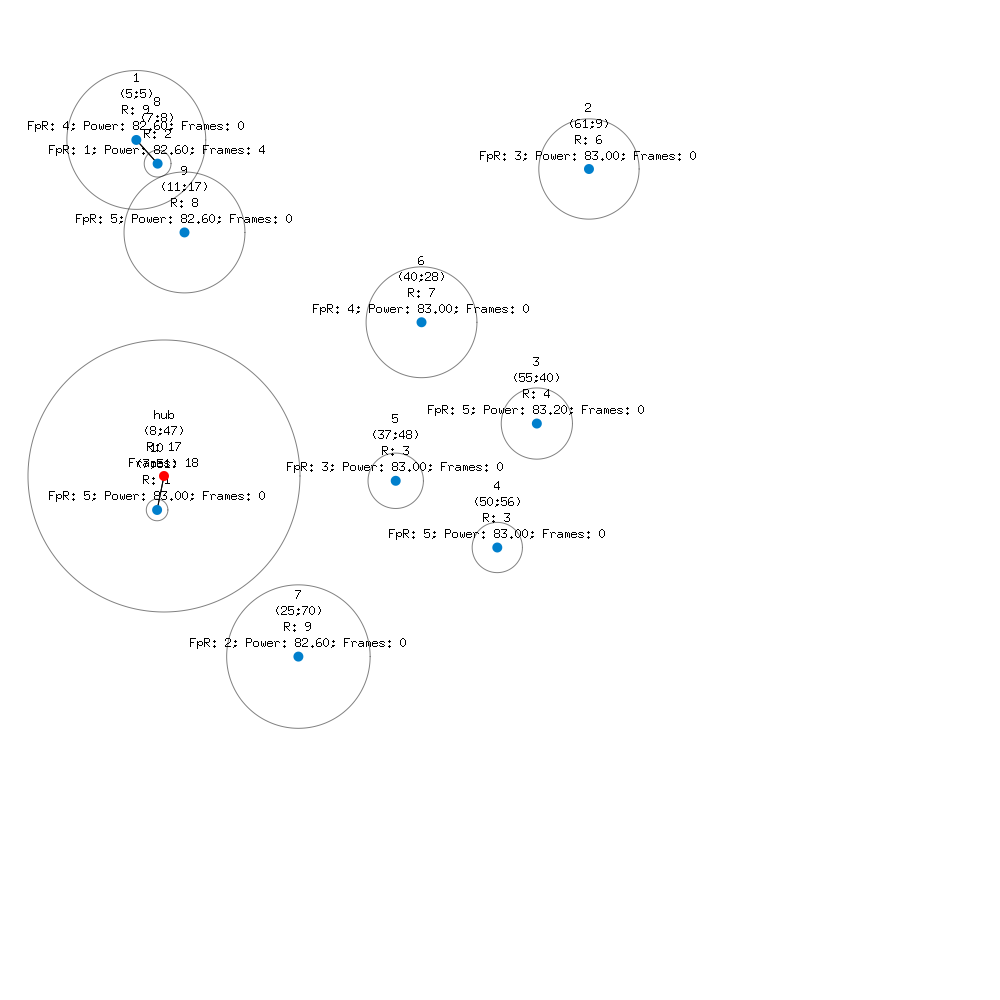 1
(5;5)
R: 9
FpR: 4; Power: 82.60; Frames: 0
8
(7;8)
R: 2
FpR: 1; Power: 82.60; Frames: 4
9
(11;17)
R: 8
FpR: 5; Power: 82.60; Frames: 0
2
(61;9)
R: 6
FpR: 3; Power: 83.00; Frames: 0
6
(40;28)
R: 7
FpR: 4; Power: 83.00; Frames: 0
3
(55;40)
R: 4
FpR: 5; Power: 83.20; Frames: 0
hub
(8;47)
R: 17
Frames: 18
10
(7;51)
R: 1
FpR: 5; Power: 83.00; Frames: 0
5
(37;48)
R: 3
FpR: 3; Power: 83.00; Frames: 0
4
(50;56)
R: 3
FpR: 5; Power: 83.00; Frames: 0
7
(25;70)
R: 9
FpR: 2; Power: 82.60; Frames: 0